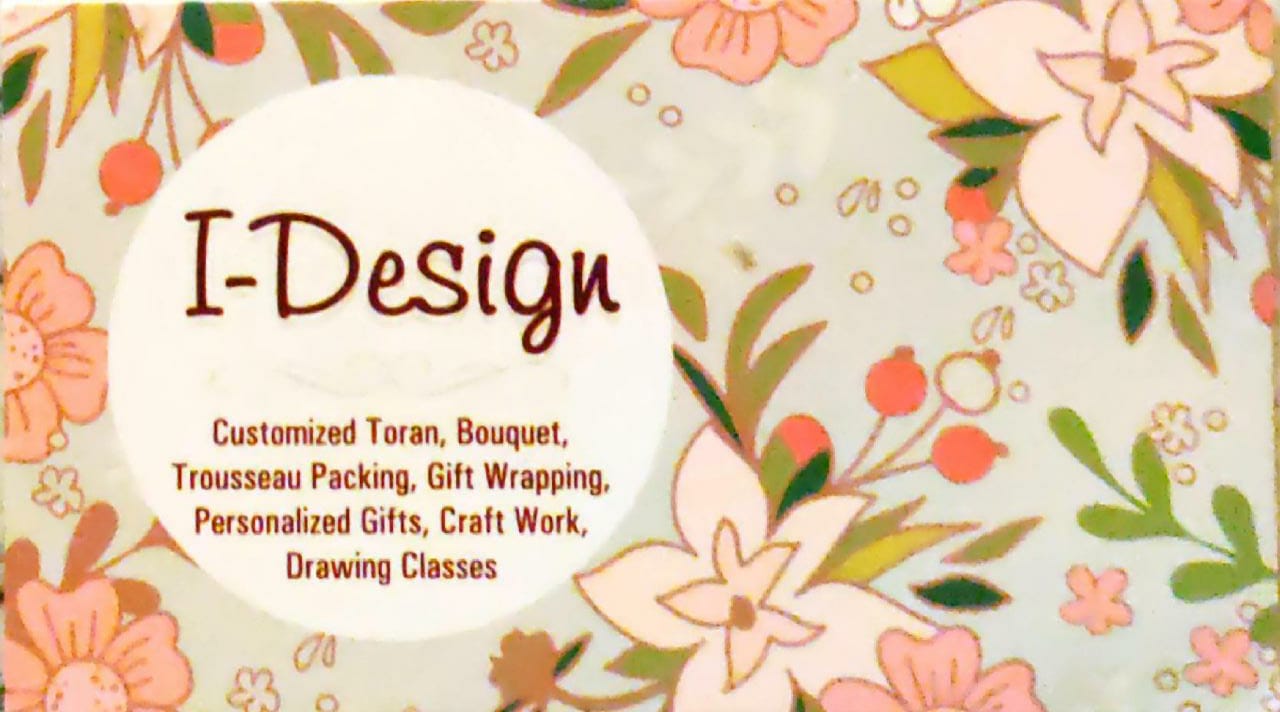 I-Design
Customized Toran, Bouquet,
Trousseau Packing, Gift Wrapping,
Personalized Gifts, Craft Work,
Drawing Classes